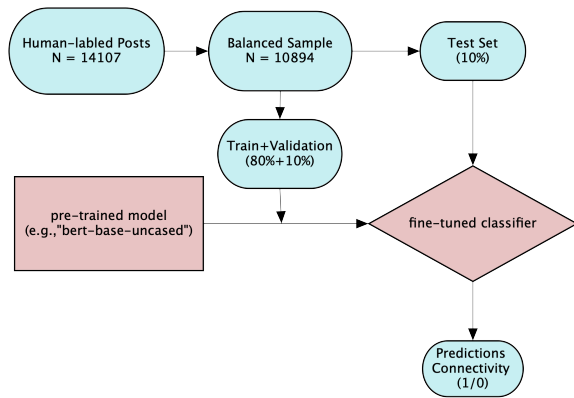 Human-labled Posts
N = 14107
Balanced Sample
N = 10894
Test Set
(10%)
Train+Validation
(80%+10%)
pre-trained model
(e.g.,"bert-base-uncased")
fine-tuned classifier
Predictions
Connectivity
(1/0)